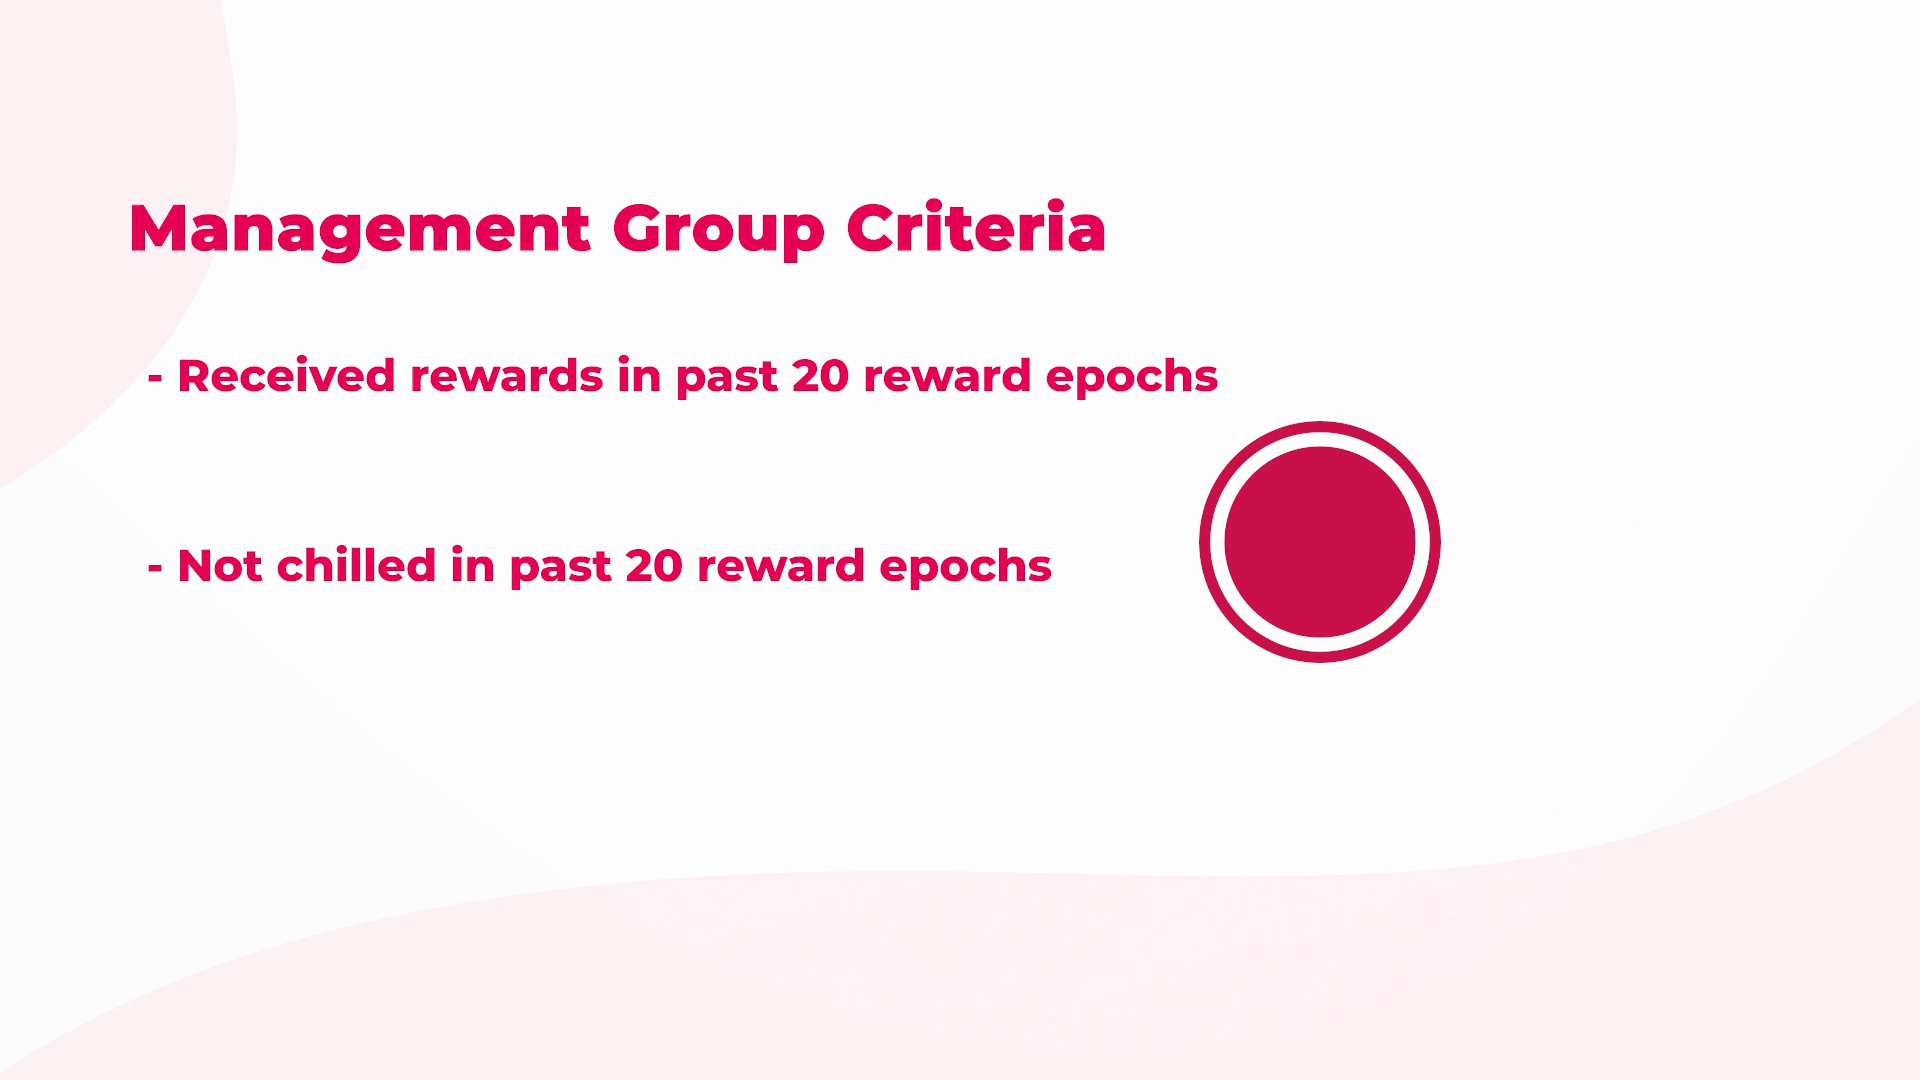 Management Group Criteria
- Received rewards in past 20 reward epochs
- Not chilled in past 20 reward epochs